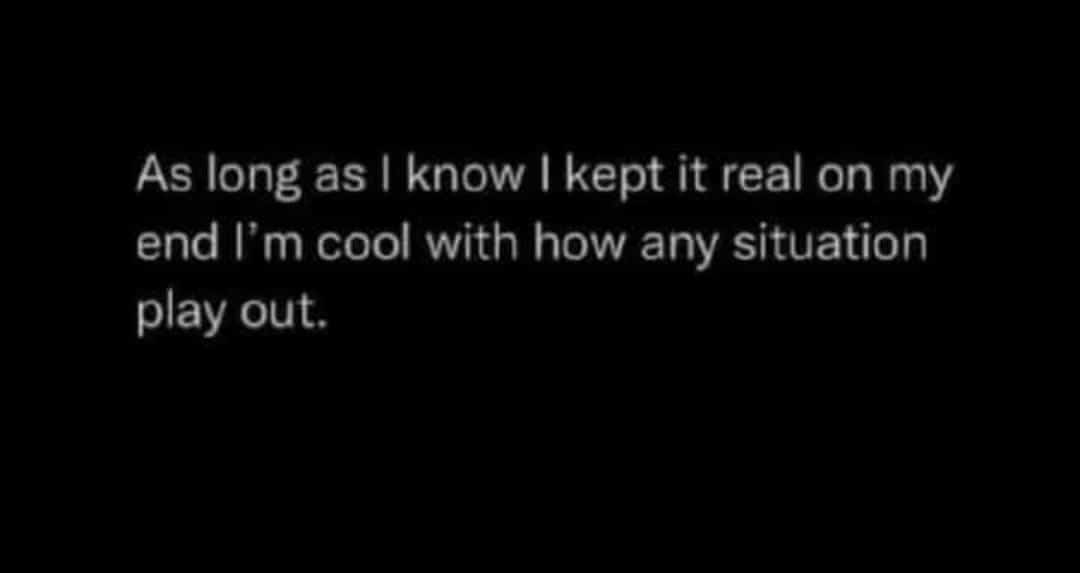 As long as I know I kept it real on my
end I’m cool with how any situation
play out.